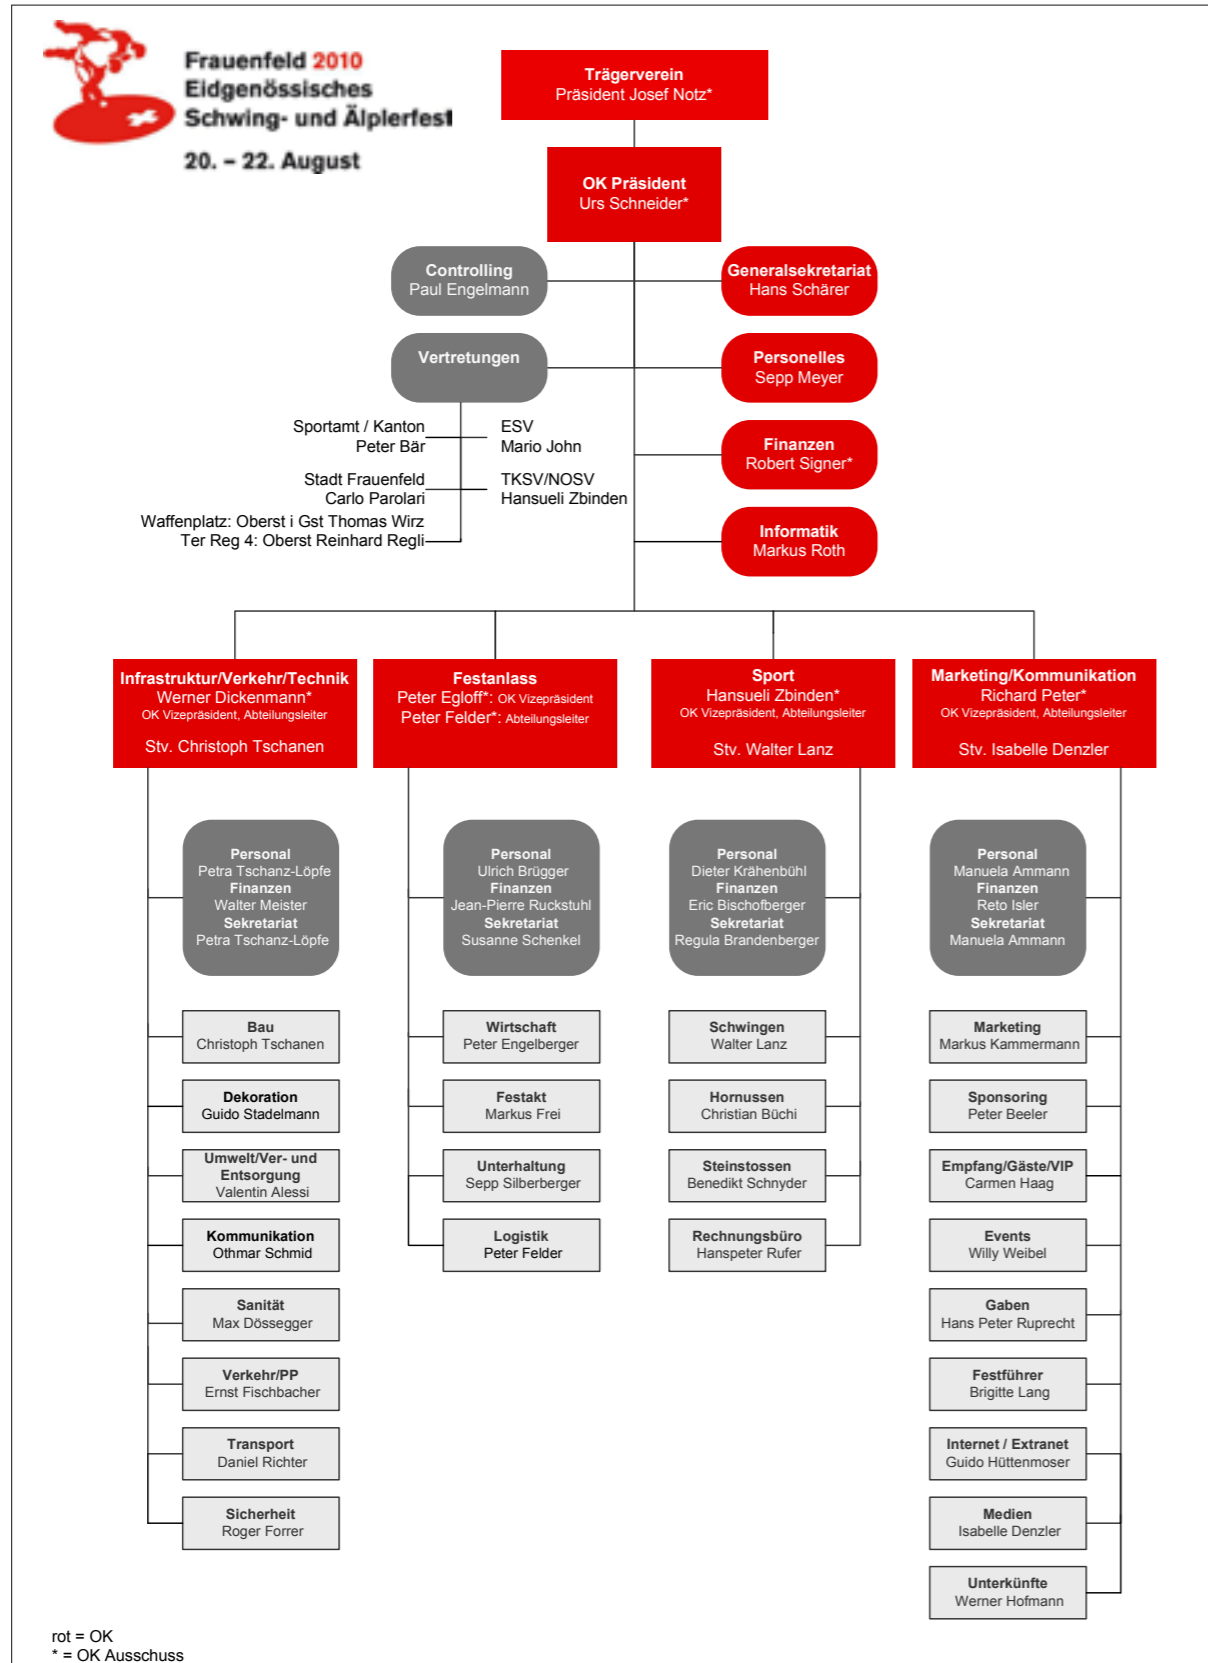 Frauenfeld 2010
Eidgenössisches
Schwing- und Älplerfest
20. – 22. August
Trägerverein
Präsident Josef Notz*
OK Präsident
Urs Schneider*
Controlling
Paul Engelmann
Generalsekretariat
Hans Schärer
Vertretungen
Personelles
Sepp Meyer
Sportamt / Kanton
Peter Bär
ESV
Mario John
Finanzen
Robert Signer*
Stadt Frauenfeld
Carlo Parolari
TKSV/NOSV
Hansueli Zbinden
Waffenplatz: Oberst i Gst Thomas Wirz
Ter Reg 4: Oberst Reinhard Regli
Informatik
Markus Roth
Infrastruktur/Verkehr/Technik
Werner Dickenmann*
OK Vizepräsident, Abteilungsleiter
Stv. Christoph Tschanen
Festanlass
Peter Egloff*: OK Vizepräsident
Peter Felder*: Abteilungsleiter
Sport
Hansueli Zbinden*
OK Vizepräsident, Abteilungsleiter
Stv. Walter Lanz
Marketing/Kommunikation
Richard Peter*
OK Vizepräsident, Abteilungsleiter
Stv. Isabelle Denzler
Personal
Petra Tschanz-Löpfe
Finanzen
Walter Meister
Sekretariat
Petra Tschanz-Löpfe
Personal
Ulrich Brügger
Finanzen
Jean-Pierre Ruckstuhl
Sekretariat
Susanne Schenkel
Personal
Dieter Krähenbühl
Finanzen
Eric Bischofberger
Sekretariat
Regula Brandenberger
Personal
Manuela Ammann
Finanzen
Reto Isler
Sekretariat
Manuela Ammann
Bau
Christoph Tschanen
Dekoration
Guido Stadelmann
Umwelt/Ver- und
Entsorgung
Valentin Alessi
Kommunikation
Othmar Schmid
Sanität
Max Dössegger
Verkehr/PP
Ernst Fischbacher
Transport
Daniel Richter
Sicherheit
Roger Forrer
Wirtschaft
Peter Engelberger
Festakt
Markus Frei
Unterhaltung
Sepp Silberberger
Logistik
Peter Felder
Schwingen
Walter Lanz
Hornussen
Christian Büchi
Steinstossen
Benedikt Schnyder
Rechnungsbüro
Hanspeter Rufer
Marketing
Markus Kammermann
Sponsoring
Peter Beeler
Empfang/Gäste/VIP
Carmen Haag
Events
Willy Weibel
Gaben
Hans Peter Ruprecht
Festführer
Brigitte Lang
Internet / Extranet
Guido Hüttenmoser
Medien
Isabelle Denzler
Unterkünfte
Werner Hofmann
rot = OK
* = OK Ausschuss